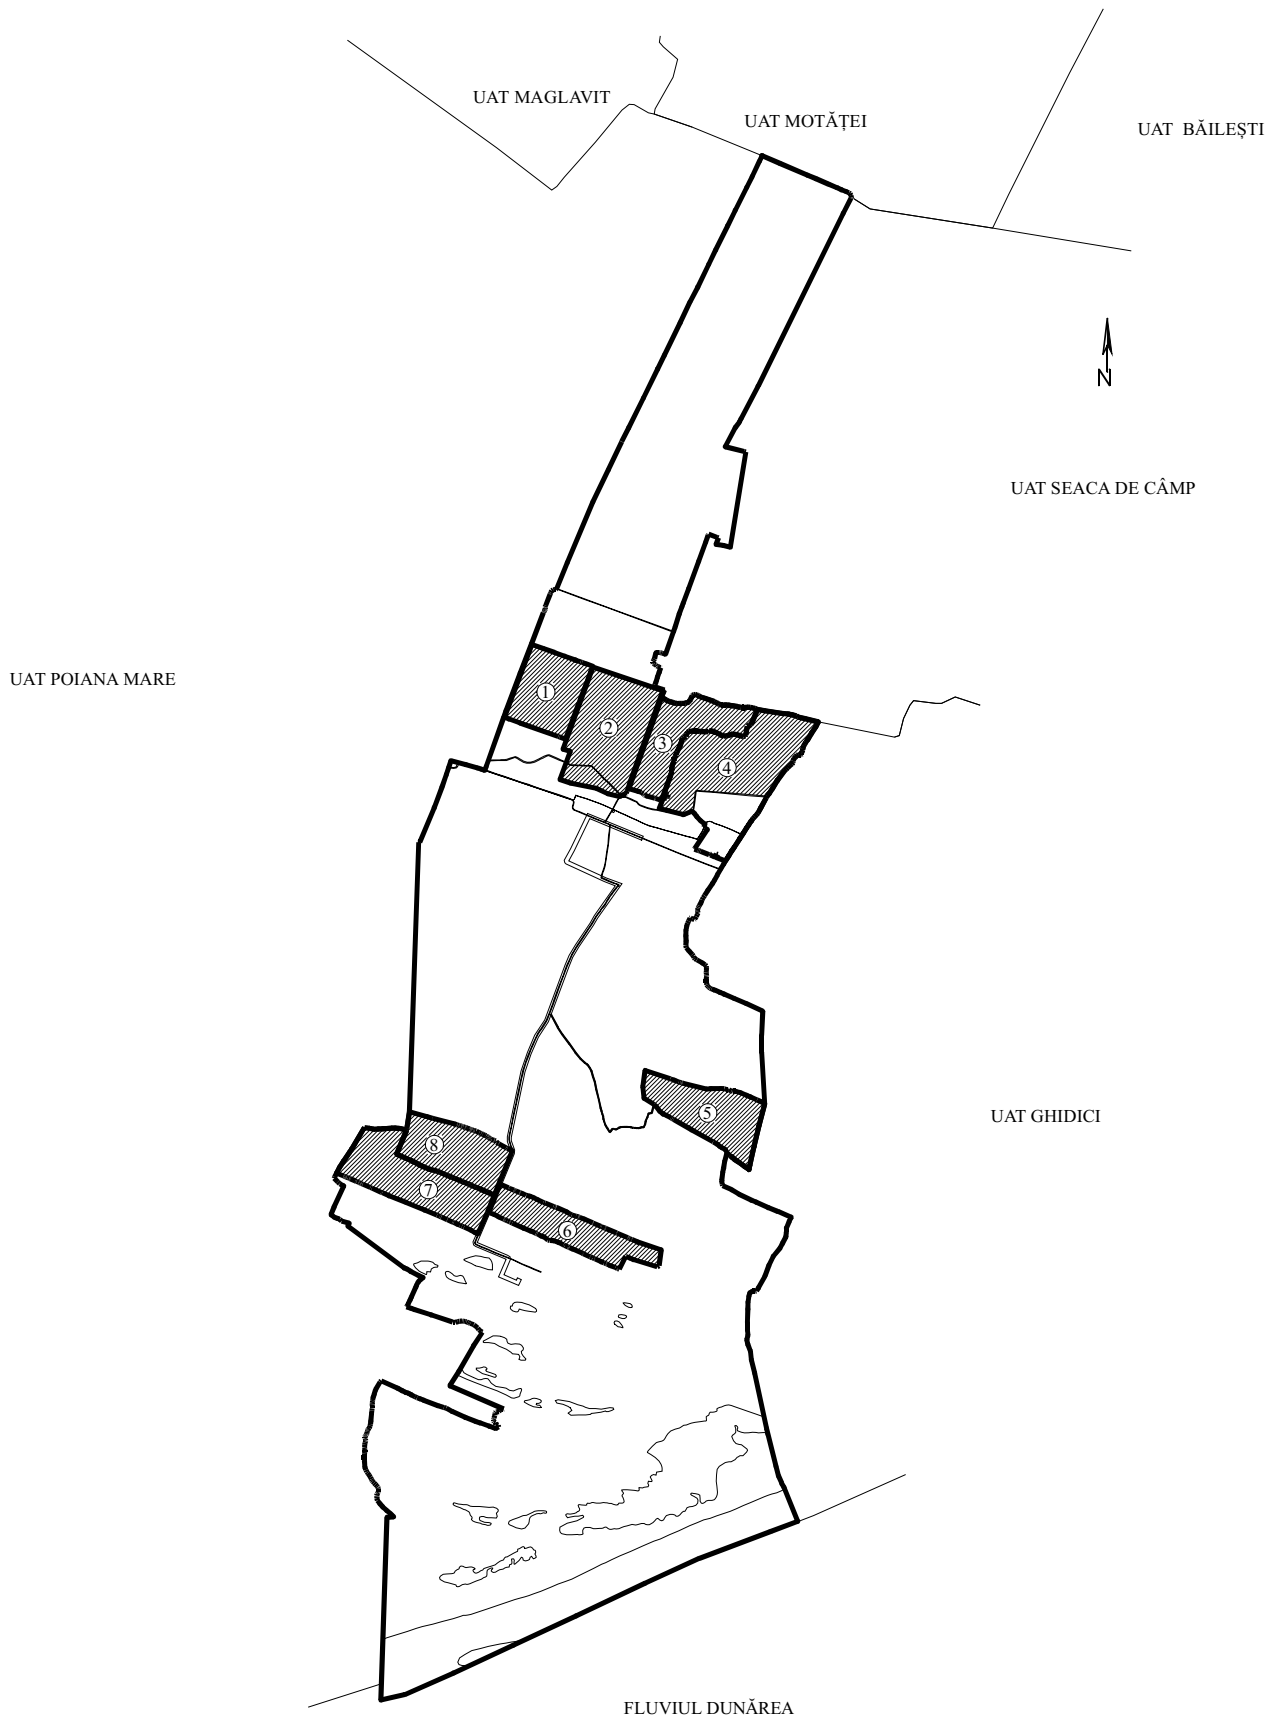 UAT MAGLAVIT
UAT MOTĂȚEI
UAT BĂILEȘTI
N
UAT SEACA DE CÂMP
UAT POIANA MARE
1
2
3
4
5
UAT GHIDICI
8
7
6
FLUVIUL DUNĂREA